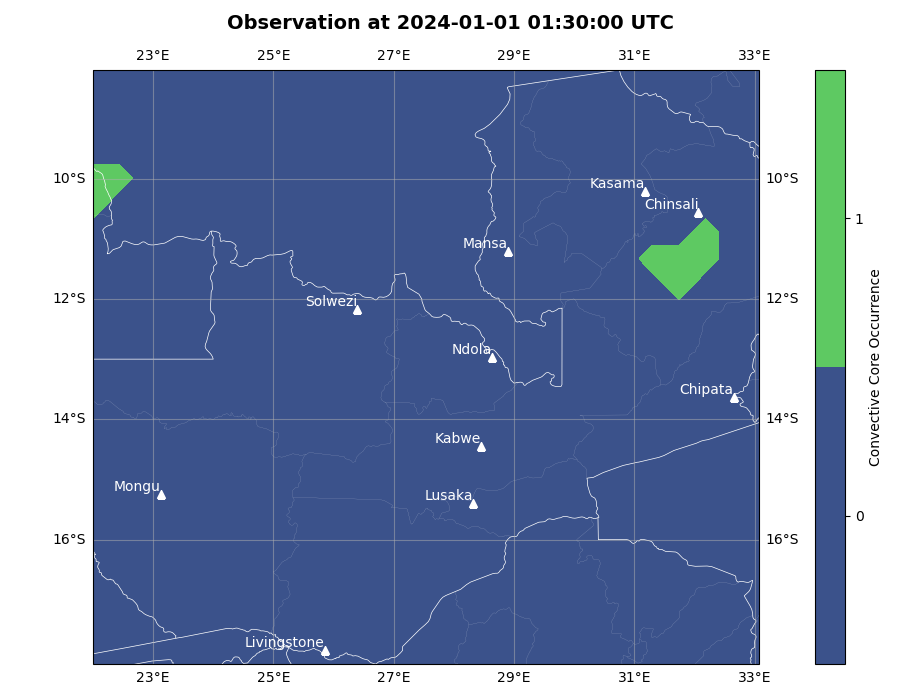 Observation at 2024-01-01 01:30:00 UTC
23°E 25°E 27°E 29°E 31°E 33°E
10°S 10°S
Kasama
Chinsali
1
Mansa
12°S 12°S
Solwezi
Ndola
Convective Core Occurrence
Chipata
14°S 14°S
Kabwe
Mongu
Lusaka
0
16°S 16°S
Livingstone
23°E 25°E 27°E 29°E 31°E 33°E